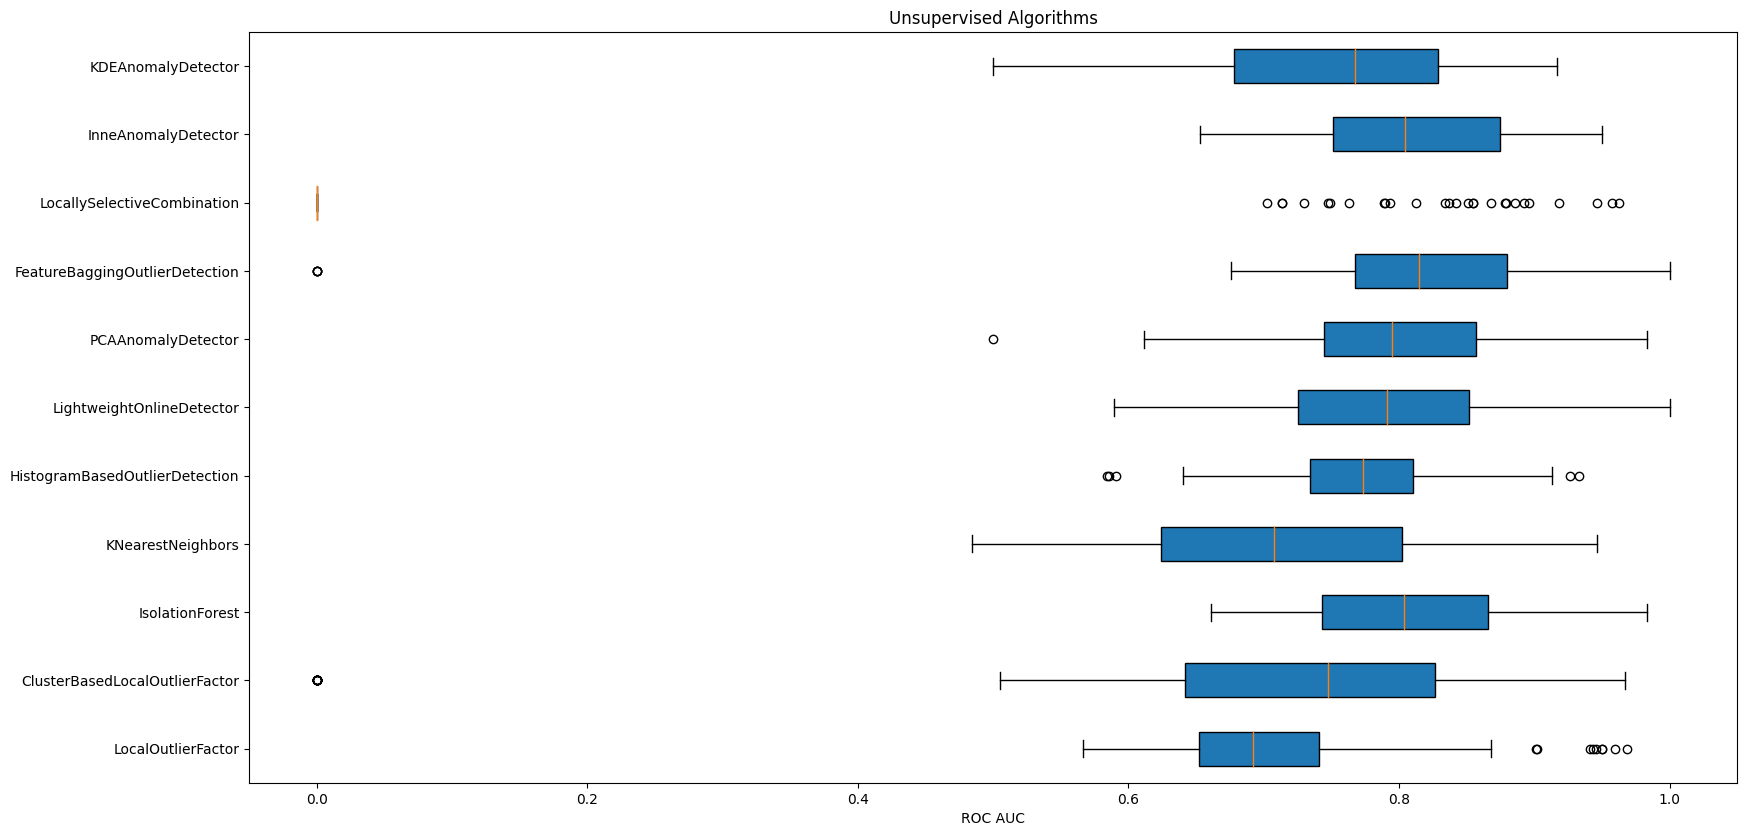 Unsupervised Algorithms
KDEAnomalyDetector
InneAnomalyDetector
LocallySelectiveCombination
FeatureBaggingOutlierDetection
PCAAnomalyDetector
LightweightOnlineDetector
HistogramBasedOutlierDetection
KNearestNeighbors
IsolationForest
ClusterBasedLocalOutlierFactor
LocalOutlierFactor
0.0 0.2 0.4 0.6 0.8 1.0
ROC AUC